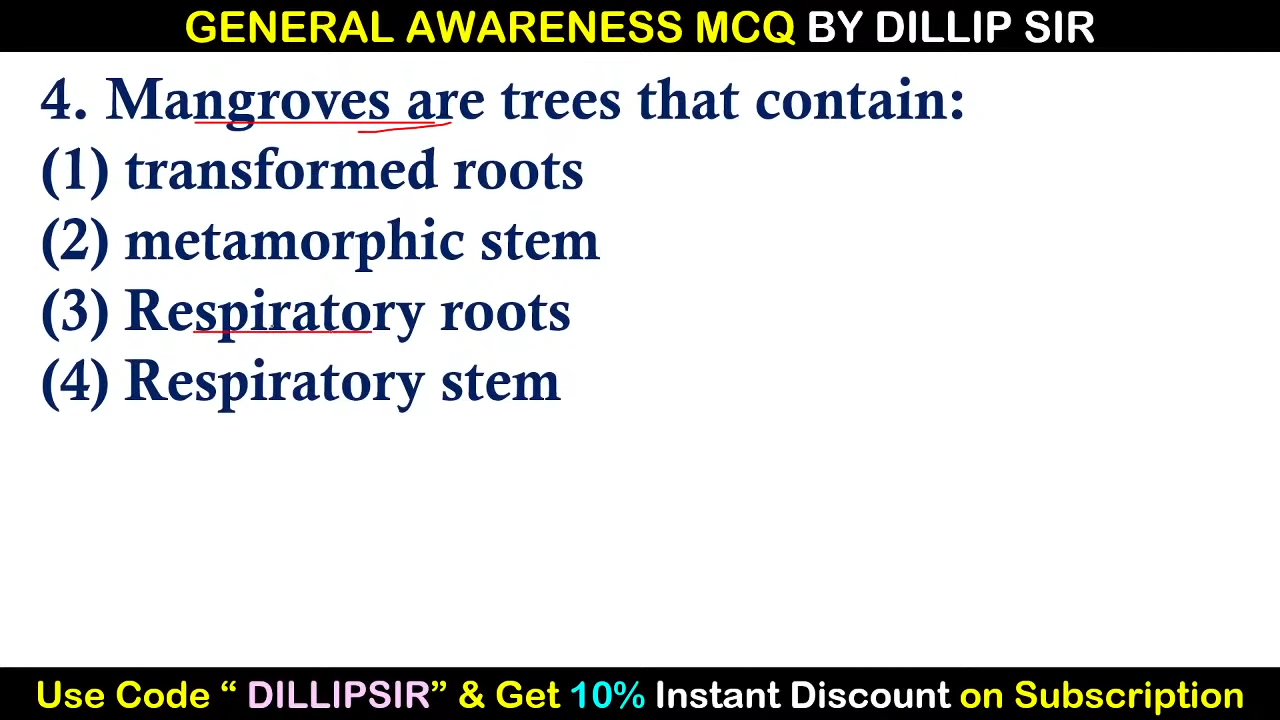 GENERAL AWARENESS MCQ BY DILLIP SIR
4. Mangroves are trees that contain:
(1) transformed roots
(2) metamorphic stem
(3) Respiratory roots
(4) Respiratory stem
Use Code “ DILLIPSIR” & Get 10% Instant Discount on Subscription